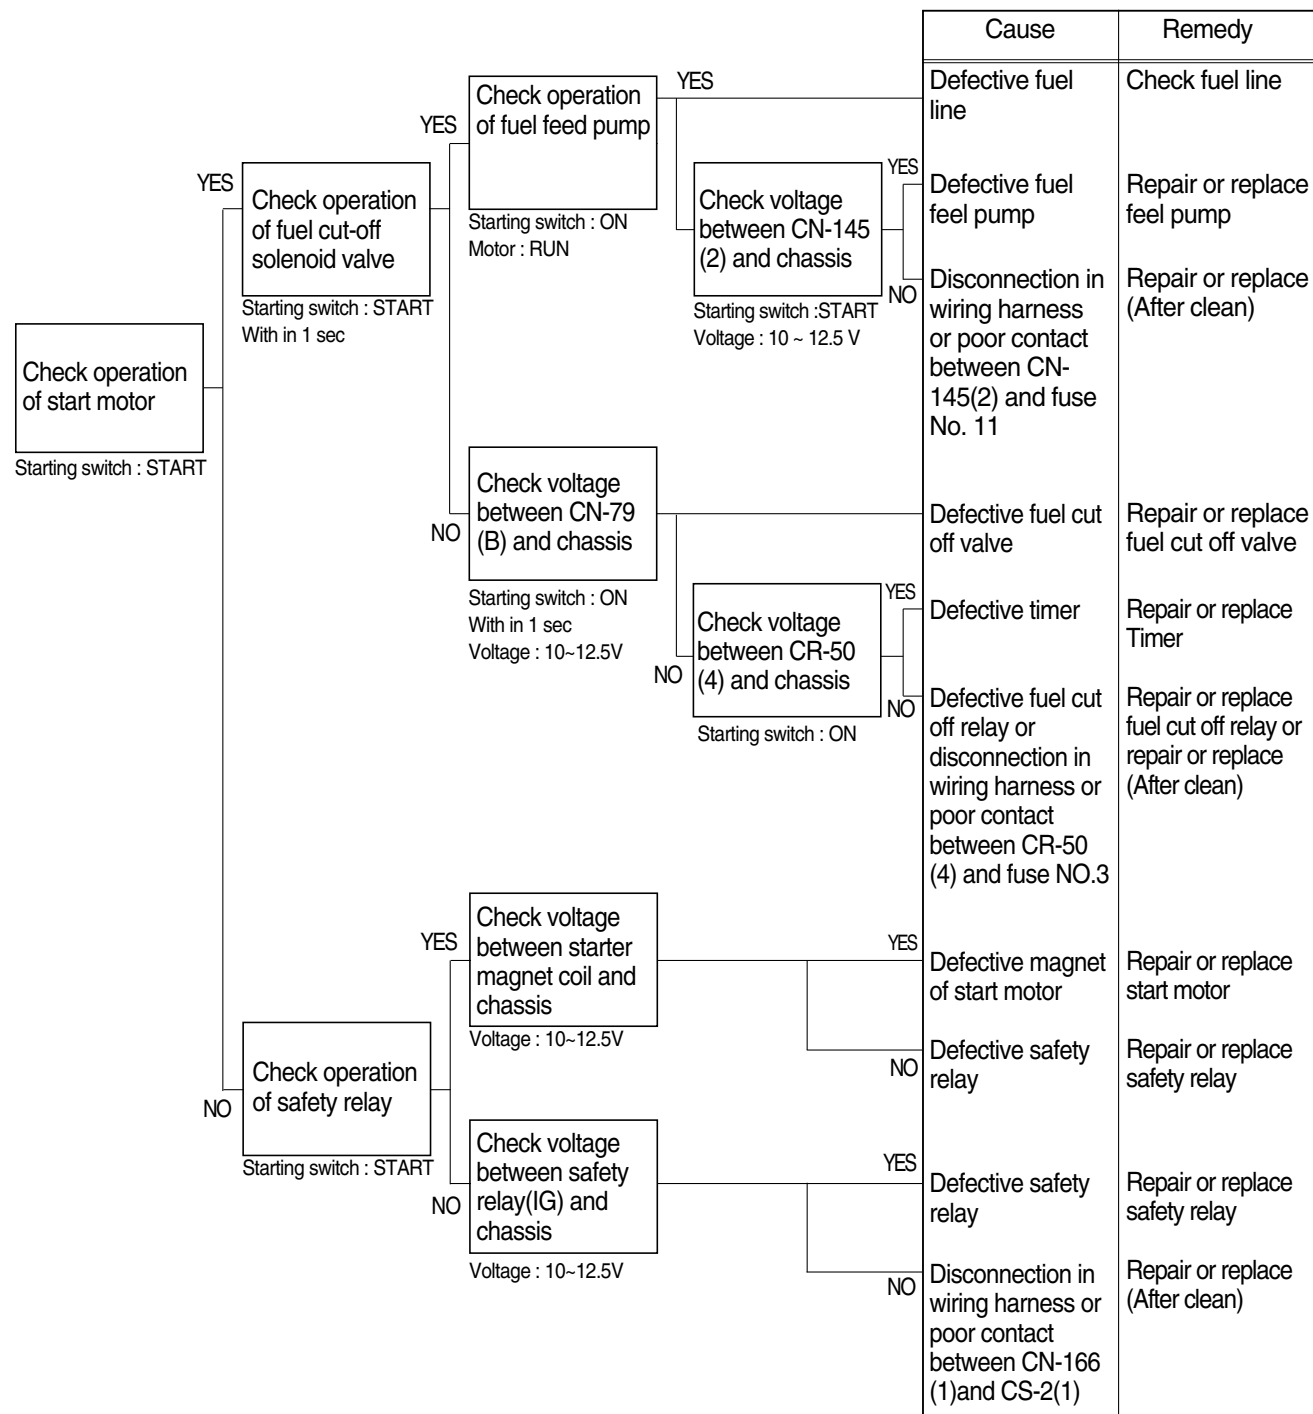 Cause
Remedy
Check operation
of start motor
Starting switch : START
YES
Check operation
of fuel cut-off
solenoid valve
Starting switch : START
With in 1 sec
YES
Check operation
of fuel feed pump
Starting switch : ON
Motor : RUN
YES
Defective fuel
line
Check fuel line
Check voltage
between CN-145
(2) and chassis
Starting switch :START
Voltage : 10 ~ 12.5 V
YES
Defective fuel
feel pump
Repair or replace
feel pump
NO
Disconnection in
wiring harness
or poor contact
between CN-
145(2) and fuse
No. 11
Repair or replace
(After clean)
NO
Check voltage
between CN-79
(B) and chassis
Starting switch : ON
With in 1 sec
Voltage : 10~12.5V
Defective fuel cut
off valve
Repair or replace
fuel cut off valve
NO
Check voltage
between CR-50
(4) and chassis
Starting switch : ON
YES
Defective timer
Repair or replace
Timer
NO
Defective fuel cut
off relay or
disconnection in
wiring harness or
poor contact
between CR-50
(4) and fuse NO.3
Repair or replace
fuel cut off relay or
repair or replace
(After clean)
NO
Check operation
of safety relay
Starting switch : START
YES
Check voltage
between starter
magnet coil and
chassis
Voltage : 10~12.5V
YES
Defective magnet
of start motor
Repair or replace
start motor
NO
Defective safety
relay
Repair or replace
safety relay
NO
Check voltage
between safety
relay(IG) and
chassis
Voltage : 10~12.5V
YES
Defective safety
relay
Repair or replace
safety relay
NO
Disconnection in
wiring harness or
poor contact
between CN-166
(1)and CS-2(1)
Repair or replace
(After clean)